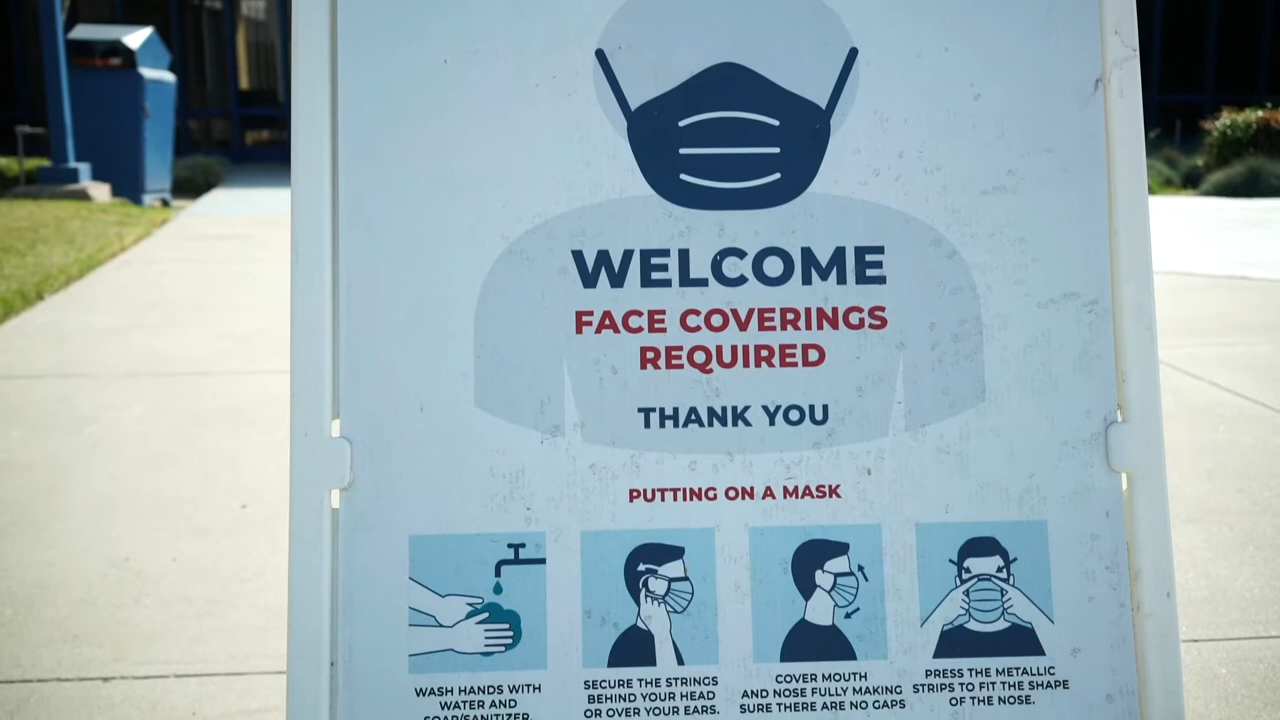 WELCOME
FACE COVERINGS
REQUIRED
THANK YOU
PUTTING ON A MASK
WASH HANDS WITH
WATER AND
SOAP/SANITIZER.
SECURE THE STRINGS
BEHIND YOUR HEAD
OR OVER YOUR EARS.
COVER MOUTH
AND NOSE FULLY MAKING
SURE THERE ARE NO GAPS
PRESS THE METALLIC
STRIPS TO FIT THE SHAPE
OF THE NOSE.